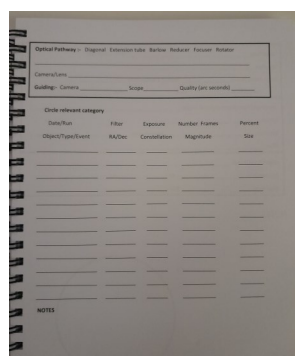 Optical Pathway :- Diagonal Extension tube Barlow Reducer Focuser Rotator
Camera/Lens
Guiding:- Camera Scope Quality (arc seconds)
Circle relevant category
Date/Run Filter Exposure Number Frames Percent
Object/Type/Event RA/Dec Constellation Magnitude Size
NOTES